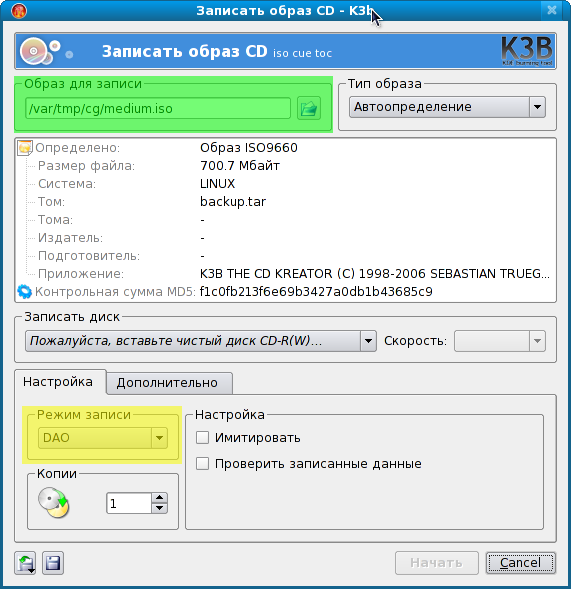 Записать образ CD - K3b
Записать образ CD iso cue toc
K3B
Образ для записи
/var/tmp/cg/medium.iso
Тип образа
Автоопределение
Определено: Образ ISO9660
Размер файла: 700.7 Мбайт
Система: LINUX
Том: backup.tar
Тома: -
Издатель: -
Подготовитель: -
Приложение: K3B THE CD KREATOR (C) 1998-2006 SEBASTIAN TRUEG...
Контрольная сумма MD5: f1c0fb213f6e69b3427a0db1b43685c9
Записать диск
Пожалуйста, вставьте чистый диск CD-R(W)... Скорость:
Настройка Дополнительно
Режим записи
DAO
Копии
1
Настройка
Имитировать
Проверить записанные данные
Начать Cancel